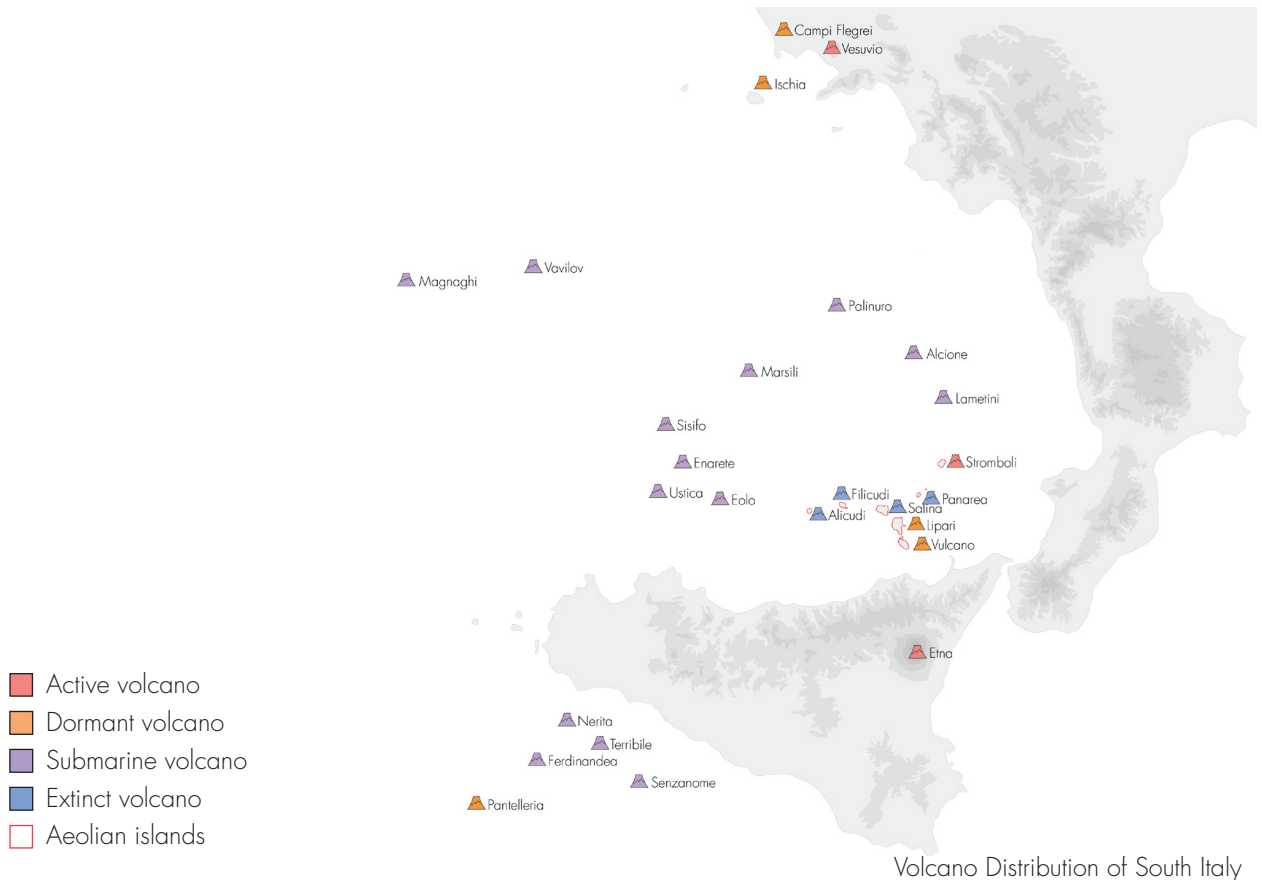 Campi Flegrei
Vesuvio
Ischia
Vavilov
Magnaghi
Palinuro
Alcione
Marsili
Lametini
Sisifo
Enarete
Stromboli
Ustica
Eolo
Filicudi
Panarea
Salina
Alicudi
Lipari
Vulcano
Etna
Nerita
Terribile
Ferdinandea
Senzanome
Pantelleria
Active volcano
Dormant volcano
Submarine volcano
Extinct volcano
Aeolian islands
Volcano Distribution of South Italy